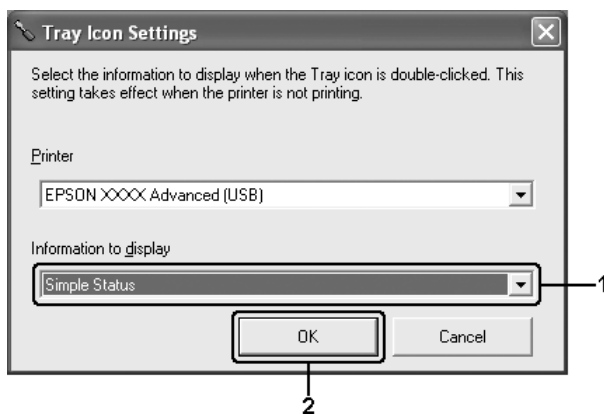 Tray Icon Settings
Select the information to display when the Tray icon is double-clicked. This
setting takes effect when the printer is not printing.
Printer
EPSON XXXX Advanced (USB)
Information to display
Simple Status
1
OK
Cancel
2